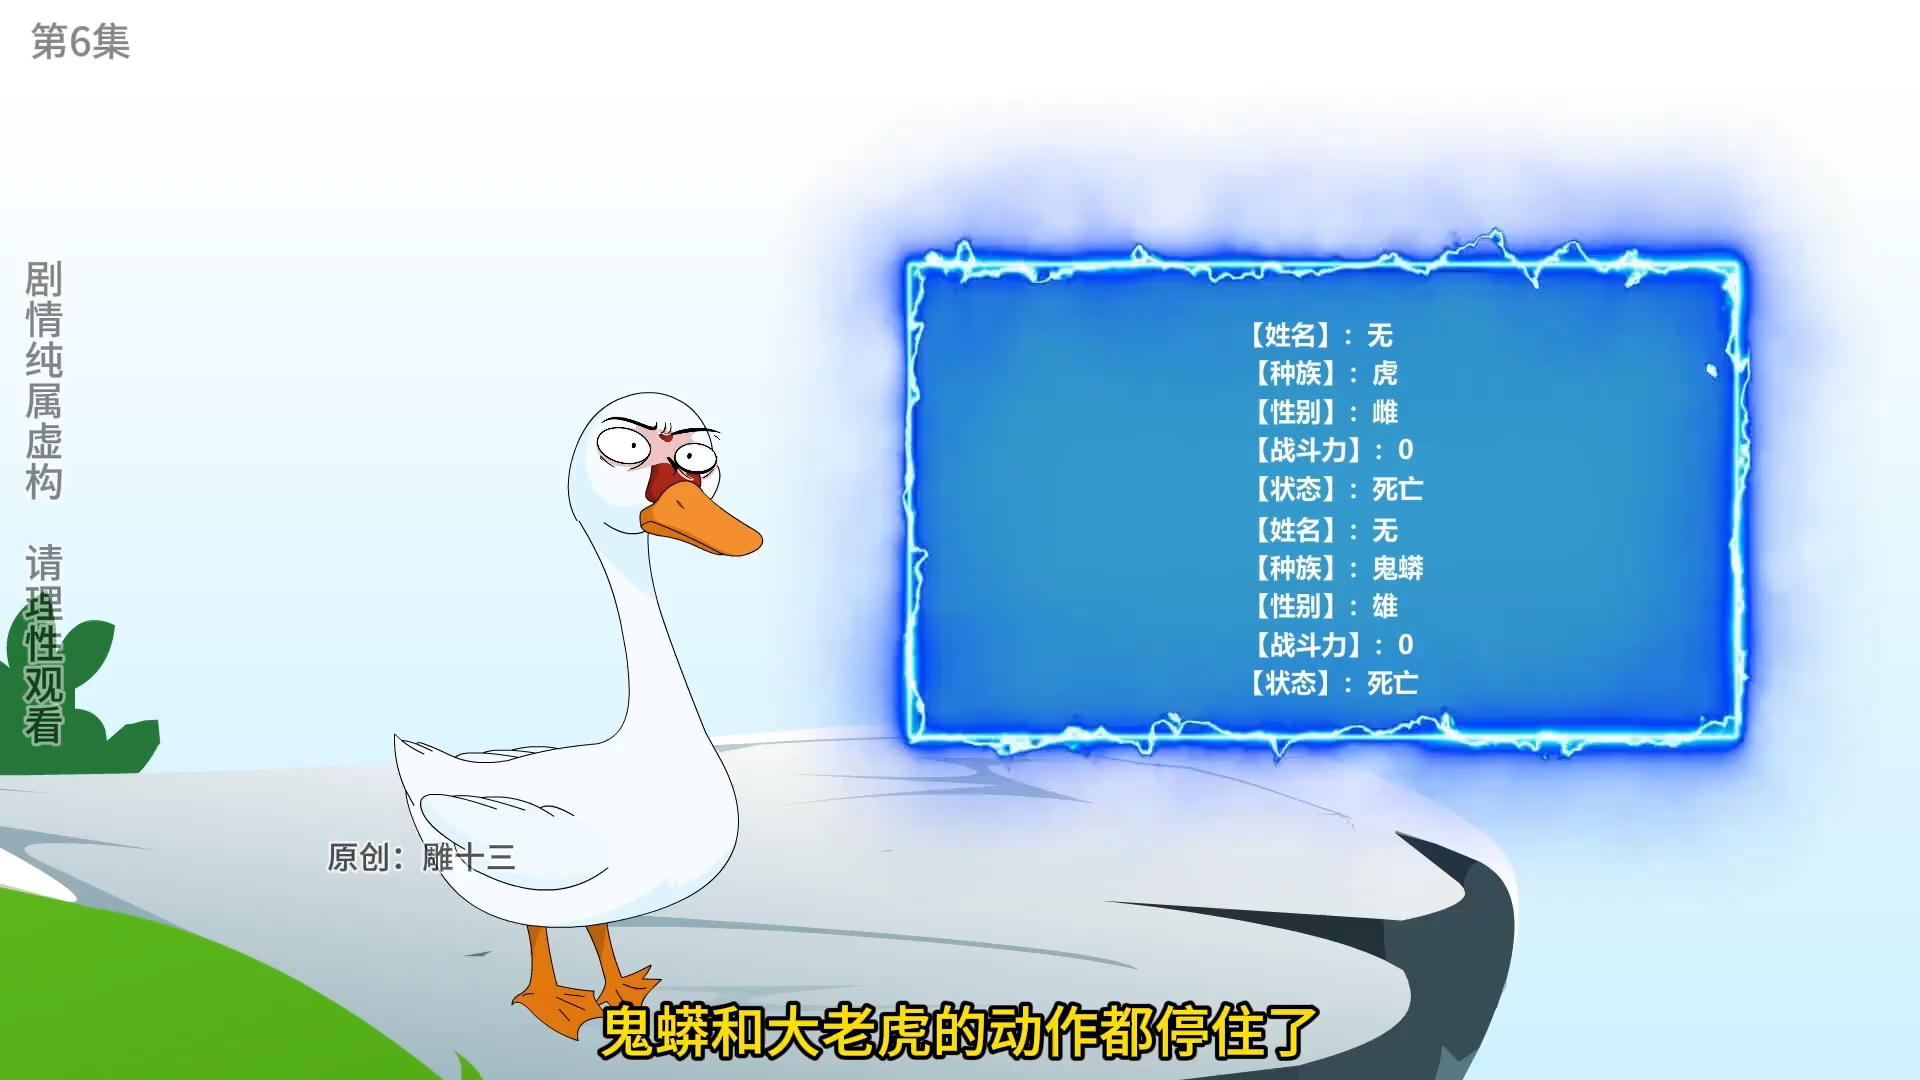 第6集
剧情纯属虚构 请理性观看
【姓名】：无
【种族】：虎
【性别】：雌
【战斗力】：0
【状态】：死亡
【姓名】：无
【种族】：鬼蟒
【性别】：雄
【战斗力】：0
【状态】：死亡
原创：雕十三
鬼蟒和大老虎的动作都停住了